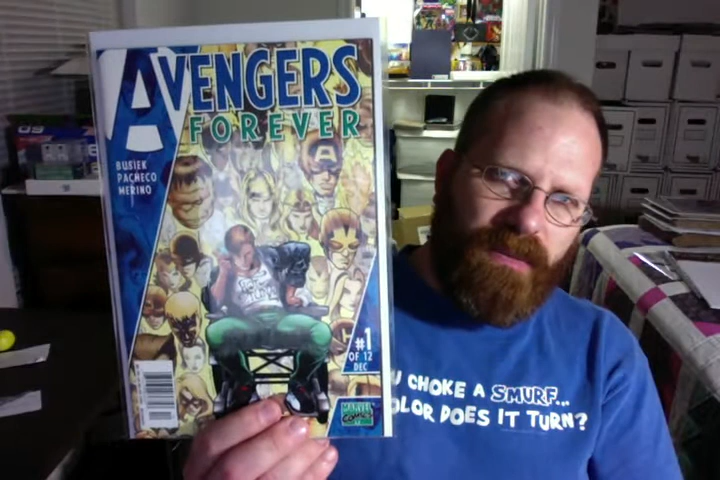 AVENGERS
FOREVER
BUSIEK
PACHECO
MERINO
#1
OF 12
DEC
MARVEL
COMICS
U CHOKE A SMURF...
OLOR DOES IT TURN?